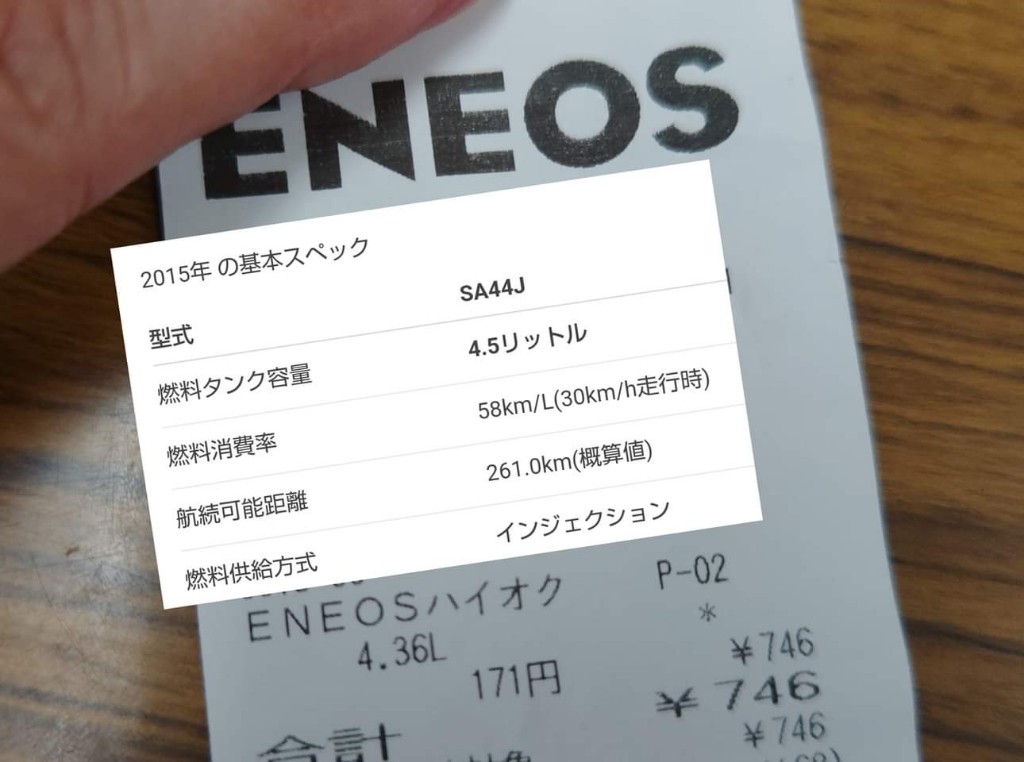 ENEOS
2015年 の基本スペック
型式 SA44J
燃料タンク容量 4.5リットル
燃料消費率 58km/L(30km/h走行時)
航続可能距離 261.0km(概算値)
燃料供給方式 インジェクション
P-02
ENEOSハイオク *
4.36L ¥746
171円 ¥746
合計 ¥746